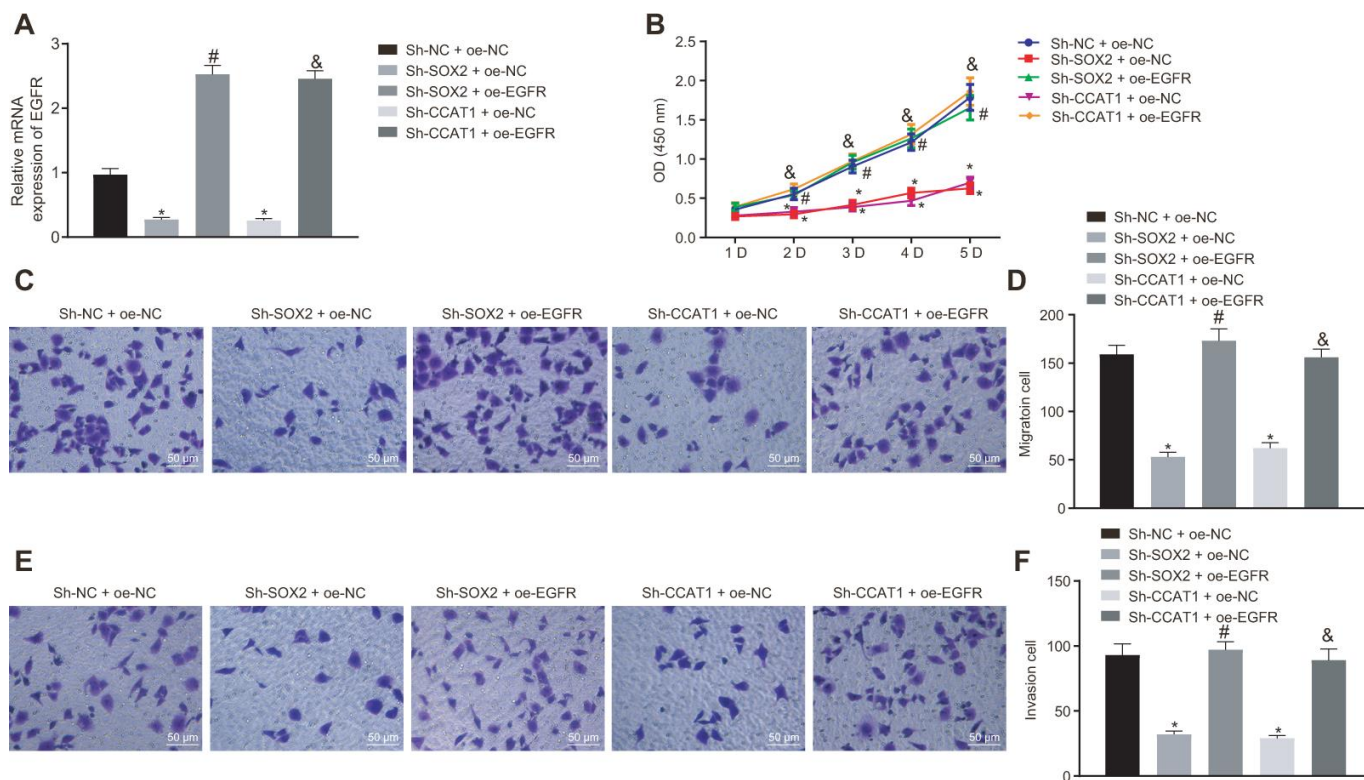 A
Relative mRNA
expression of EGFR
3
2
1
0
*
#
*
&
Sh-NC + oe-NC
Sh-SOX2 + oe-NC
Sh-SOX2 + oe-EGFR
Sh-CCAT1 + oe-NC
Sh-CCAT1 + oe-EGFR
B
OD (450 nm)
2.5
2.0
1.5
1.0
0.5
0.0
1 D
2 D
3 D
4 D
5 D
&
#
*
*
&
#
*
*
&
#
*
*
&
#
*
*
Sh-NC + oe-NC
Sh-SOX2 + oe-NC
Sh-SOX2 + oe-EGFR
Sh-CCAT1 + oe-NC
Sh-CCAT1 + oe-EGFR
C
Sh-NC + oe-NC
Sh-SOX2 + oe-NC
Sh-SOX2 + oe-EGFR
Sh-CCAT1 + oe-NC
Sh-CCAT1 + oe-EGFR
50 µm
50 µm
50 µm
50 µm
50 µm
D
Sh-NC + oe-NC
Sh-SOX2 + oe-NC
Sh-SOX2 + oe-EGFR
Sh-CCAT1 + oe-NC
Sh-CCAT1 + oe-EGFR
Migratoin cell
200
150
100
50
0
*
#
*
&
E
Sh-NC + oe-NC
Sh-SOX2 + oe-NC
Sh-SOX2 + oe-EGFR
Sh-CCAT1 + oe-NC
Sh-CCAT1 + oe-EGFR
50 µm
50 µm
50 µm
50 µm
50 µm
F
Sh-NC + oe-NC
Sh-SOX2 + oe-NC
Sh-SOX2 + oe-EGFR
Sh-CCAT1 + oe-NC
Sh-CCAT1 + oe-EGFR
Invasion cell
150
100
50
0
*
#
*
&